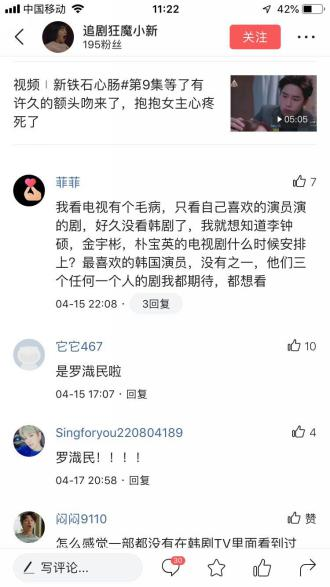 中国移动 11:22 42%
追剧狂魔小新
195粉丝
关注
视频 | 新铁石心肠#第9集等了有
许久的额头吻来了，抱抱女主心疼
死了
05:05
菲菲 7
我看电视有个毛病，只看自己喜欢的演员演
的剧，好久没看韩剧了，我就想知道李钟
硕，金宇彬，朴宝英的电视剧什么时候安排
上？最喜欢的韩国演员，没有之一，他们三
个任何一个人的剧我都期待，都想看
04-15 22:08 · 3回复
它它467 10
是罗渽民啦
04-15 17:07 · 回复
Singforyou220804189 4
罗渽民！！！！
04-17 20:58 · 回复
闷闷9110 赞
怎么感觉一部都没有在韩剧TV里面看到过
写评论... 30